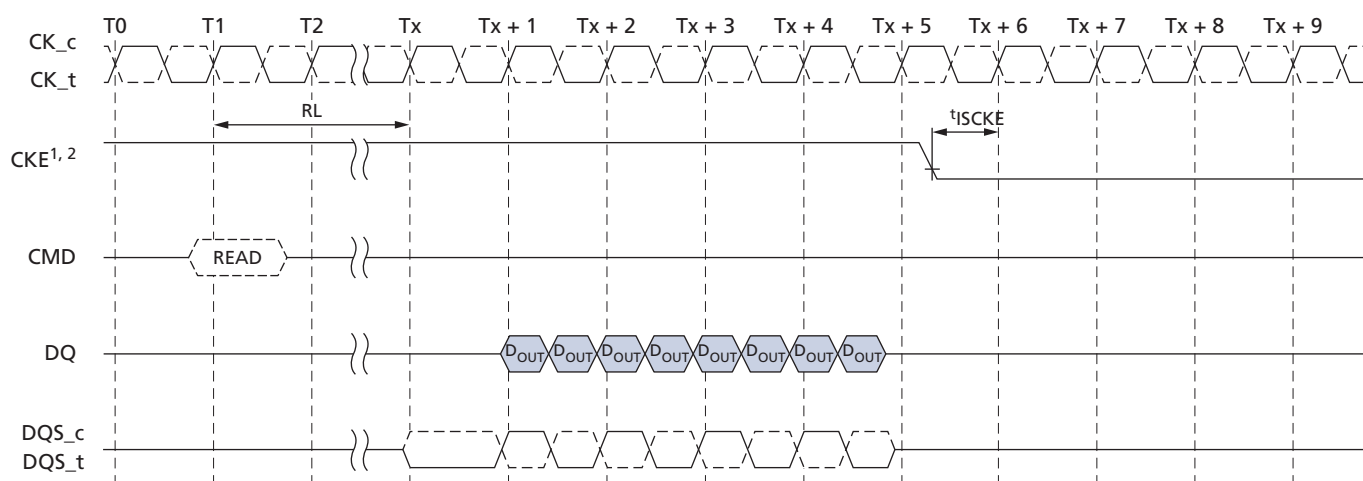 T0 T1 T2 Tx Tx + 1 Tx + 2 Tx + 3 Tx + 4 Tx + 5 Tx + 6 Tx + 7 Tx + 8 Tx + 9
CK_c
CK_t
RL
tISCKE
CKE1, 2
CMD READ
DQ DOUT DOUT DOUT DOUT DOUT DOUT DOUT DOUT
DQS_c
DQS_t